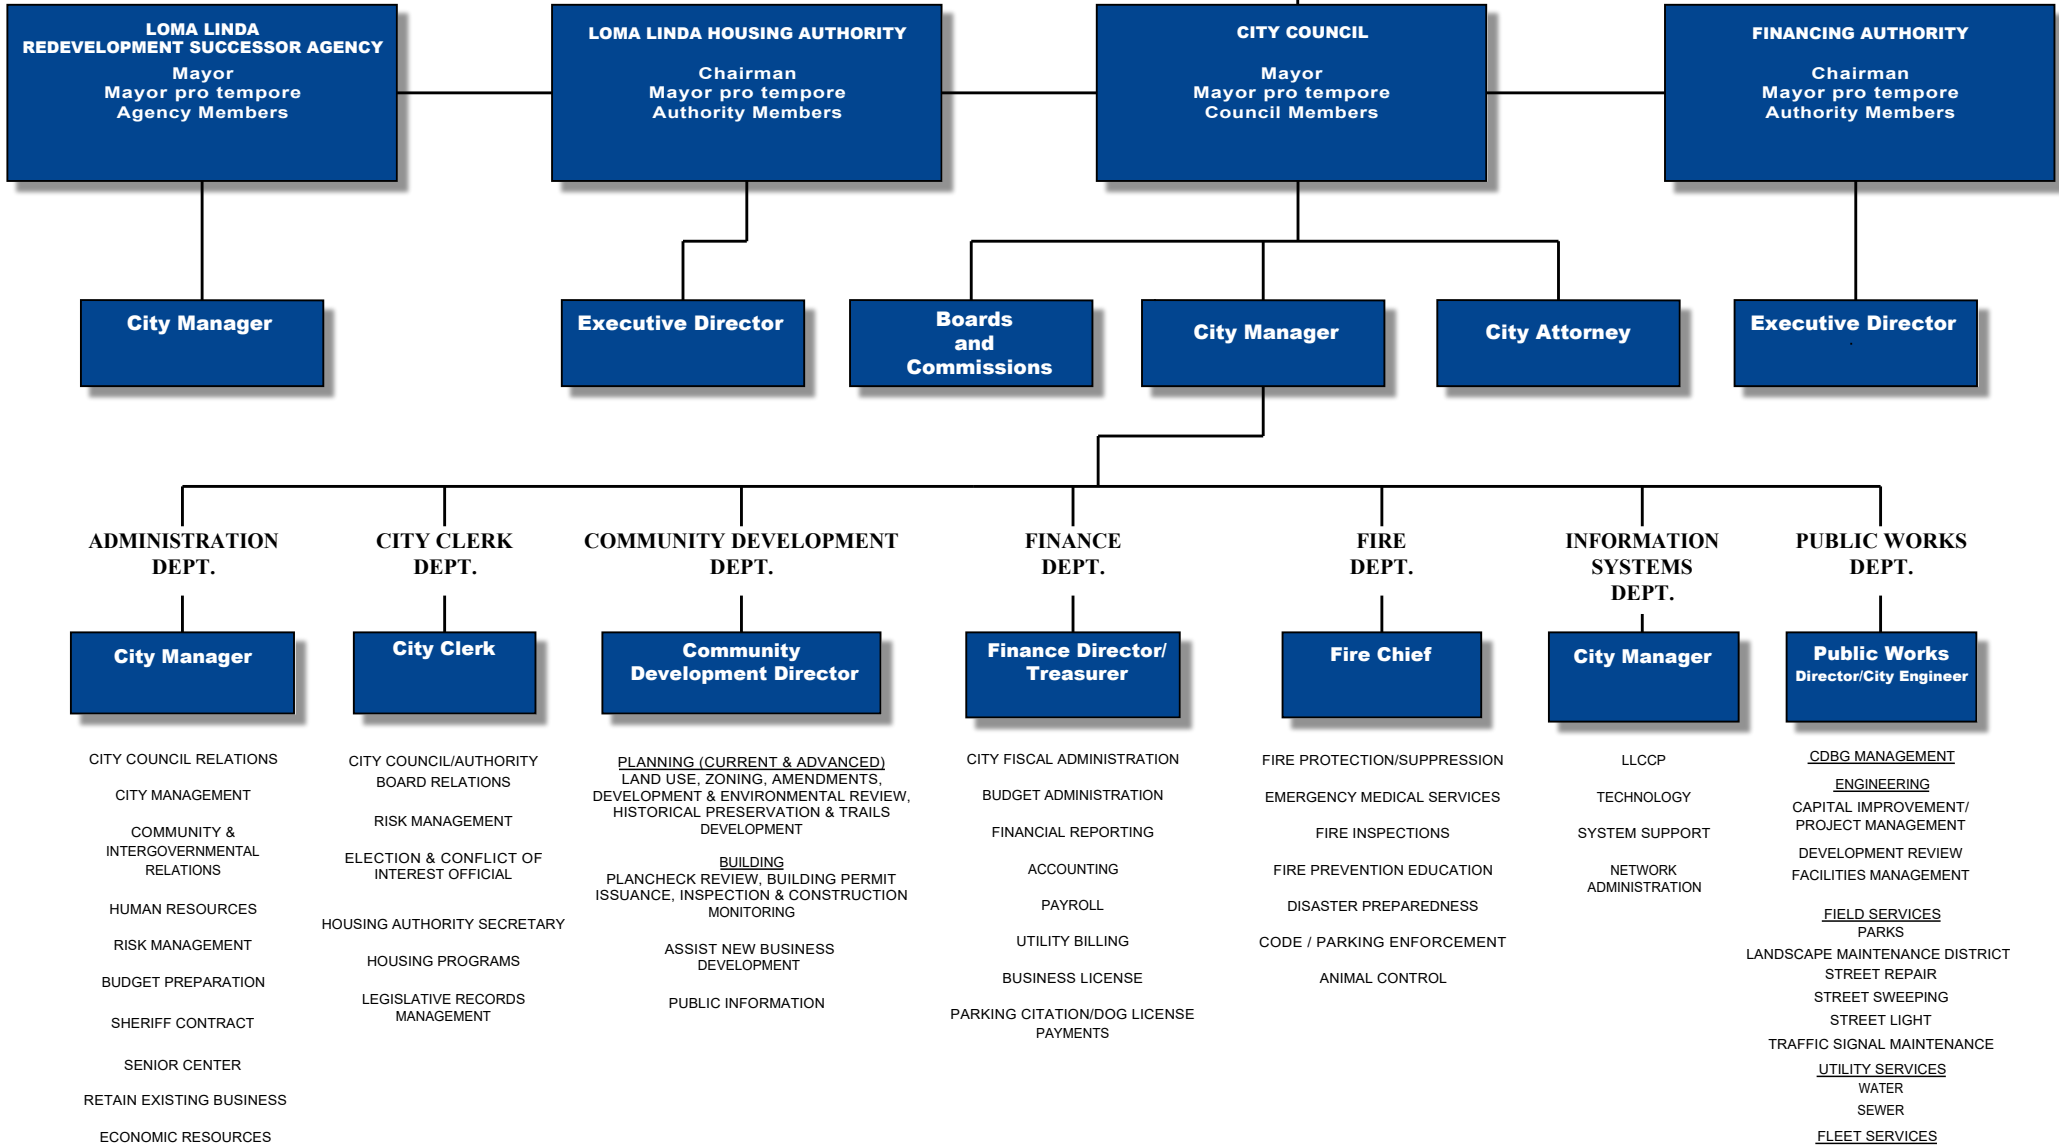 LOMA LINDA
REDEVELOPMENT SUCCESSOR AGENCY
Mayor
Mayor pro tempore
Agency Members
LOMA LINDA HOUSING AUTHORITY
Chairman
Mayor pro tempore
Authority Members
CITY COUNCIL
Mayor
Mayor pro tempore
Council Members
FINANCING AUTHORITY
Chairman
Mayor pro tempore
Authority Members
City Manager
Executive Director
Boards
and
Commissions
City Manager
City Attorney
Executive Director
ADMINISTRATION
DEPT.
City Manager
CITY COUNCIL RELATIONS
CITY MANAGEMENT
COMMUNITY &
INTERGOVERNMENTAL
RELATIONS
HUMAN RESOURCES
RISK MANAGEMENT
BUDGET PREPARATION
SHERIFF CONTRACT
SENIOR CENTER
RETAIN EXISTING BUSINESS
ECONOMIC RESOURCES
CITY CLERK
DEPT.
City Clerk
CITY COUNCIL/AUTHORITY
BOARD RELATIONS
RISK MANAGEMENT
ELECTION & CONFLICT OF
INTEREST OFFICIAL
HOUSING AUTHORITY SECRETARY
HOUSING PROGRAMS
LEGISLATIVE RECORDS
MANAGEMENT
COMMUNITY DEVELOPMENT
DEPT.
Community
Development Director
PLANNING (CURRENT & ADVANCED)
LAND USE, ZONING, AMENDMENTS,
DEVELOPMENT & ENVIRONMENTAL REVIEW,
HISTORICAL PRESERVATION & TRAILS
DEVELOPMENT
BUILDING
PLANCHECK REVIEW, BUILDING PERMIT
ISSUANCE, INSPECTION & CONSTRUCTION
MONITORING
ASSIST NEW BUSINESS
DEVELOPMENT
PUBLIC INFORMATION
FINANCE
DEPT.
Finance Director/
Treasurer
CITY FISCAL ADMINISTRATION
BUDGET ADMINISTRATION
FINANCIAL REPORTING
ACCOUNTING
PAYROLL
UTILITY BILLING
BUSINESS LICENSE
PARKING CITATION/DOG LICENSE
PAYMENTS
FIRE
DEPT.
Fire Chief
FIRE PROTECTION/SUPPRESSION
EMERGENCY MEDICAL SERVICES
FIRE INSPECTIONS
FIRE PREVENTION EDUCATION
DISASTER PREPAREDNESS
CODE / PARKING ENFORCEMENT
ANIMAL CONTROL
INFORMATION
SYSTEMS
DEPT.
City Manager
LLCCP
TECHNOLOGY
SYSTEM SUPPORT
NETWORK
ADMINISTRATION
PUBLIC WORKS
DEPT.
Public Works
Director/City Engineer
CDBG MANAGEMENT
ENGINEERING
CAPITAL IMPROVEMENT/
PROJECT MANAGEMENT
DEVELOPMENT REVIEW
FACILITIES MANAGEMENT
FIELD SERVICES
PARKS
LANDSCAPE MAINTENANCE DISTRICT
STREET REPAIR
STREET SWEEPING
STREET LIGHT
TRAFFIC SIGNAL MAINTENANCE
UTILITY SERVICES
WATER
SEWER
FLEET SERVICES